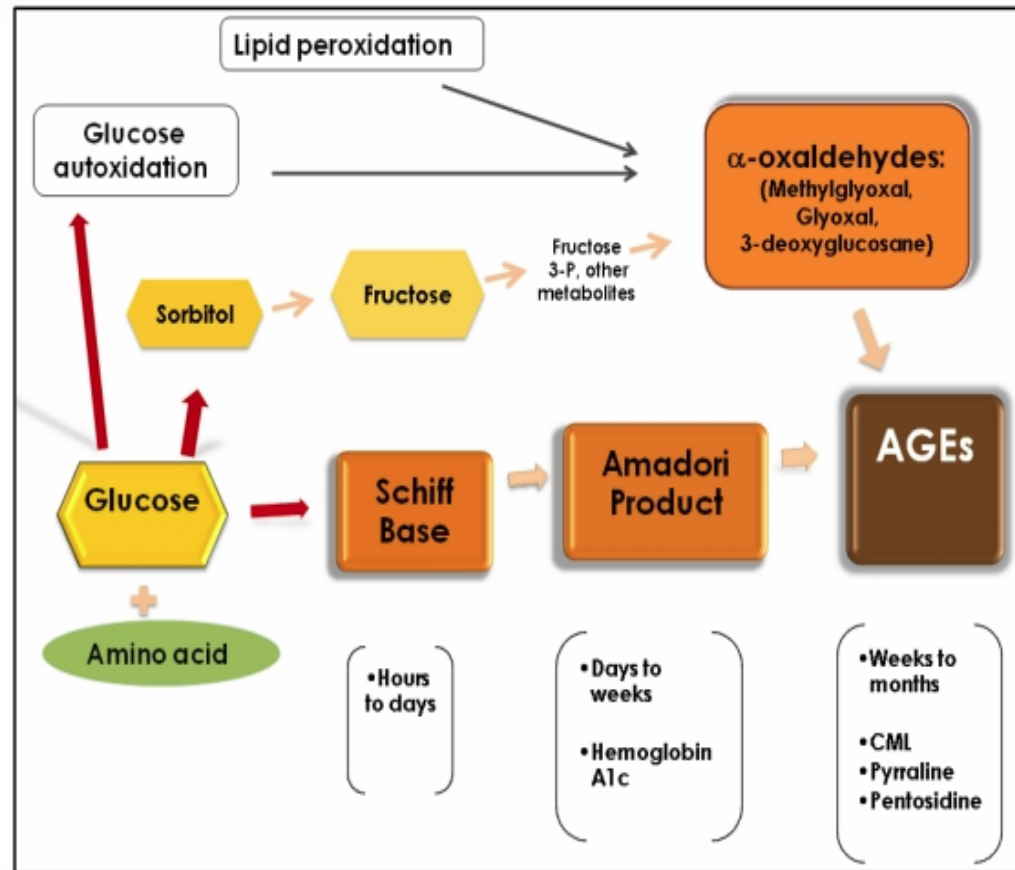 Lipid peroxidation
Glucose
autoxidation
α-oxaldehydes:
(Methylglyoxal,
Glyoxal,
3-deoxyglucosane)
Sorbitol
Fructose
Fructose
3-P, other
metabolites
Glucose
Schiff
Base
Amadori
Product
AGEs
+
Amino acid
•Hours
to days
•Days to
weeks
•Hemoglobin
A1c
•Weeks to
months
•CML
•Pyrraline
•Pentosidine